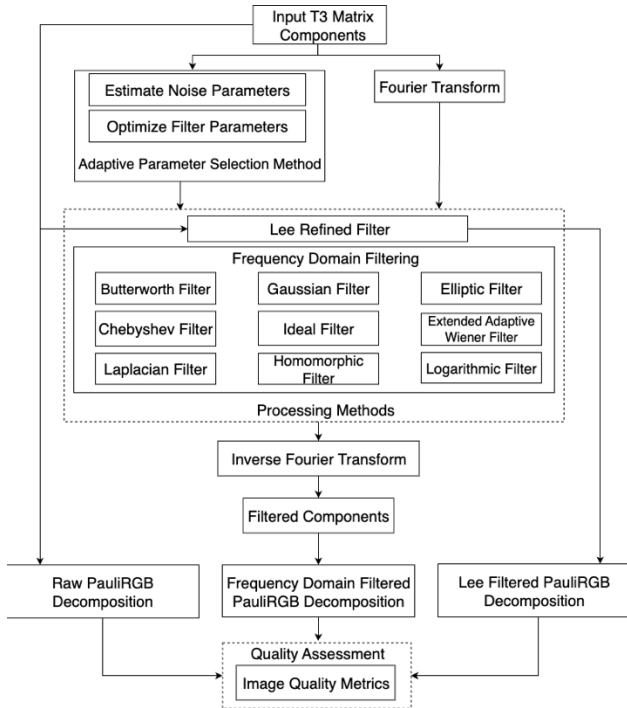 Input T3 Matrix
Components
Estimate Noise Parameters
Optimize Filter Parameters
Adaptive Parameter Selection Method
Fourier Transform
Lee Refined Filter
Frequency Domain Filtering
Butterworth Filter
Gaussian Filter
Elliptic Filter
Chebyshev Filter
Ideal Filter
Extended Adaptive
Wiener Filter
Laplacian Filter
Homomorphic
Filter
Logarithmic Filter
Processing Methods
Inverse Fourier Transform
Filtered Components
Raw PauliRGB
Decomposition
Frequency Domain Filtered
PauliRGB Decomposition
Lee Filtered PauliRGB
Decomposition
Quality Assessment
Image Quality Metrics